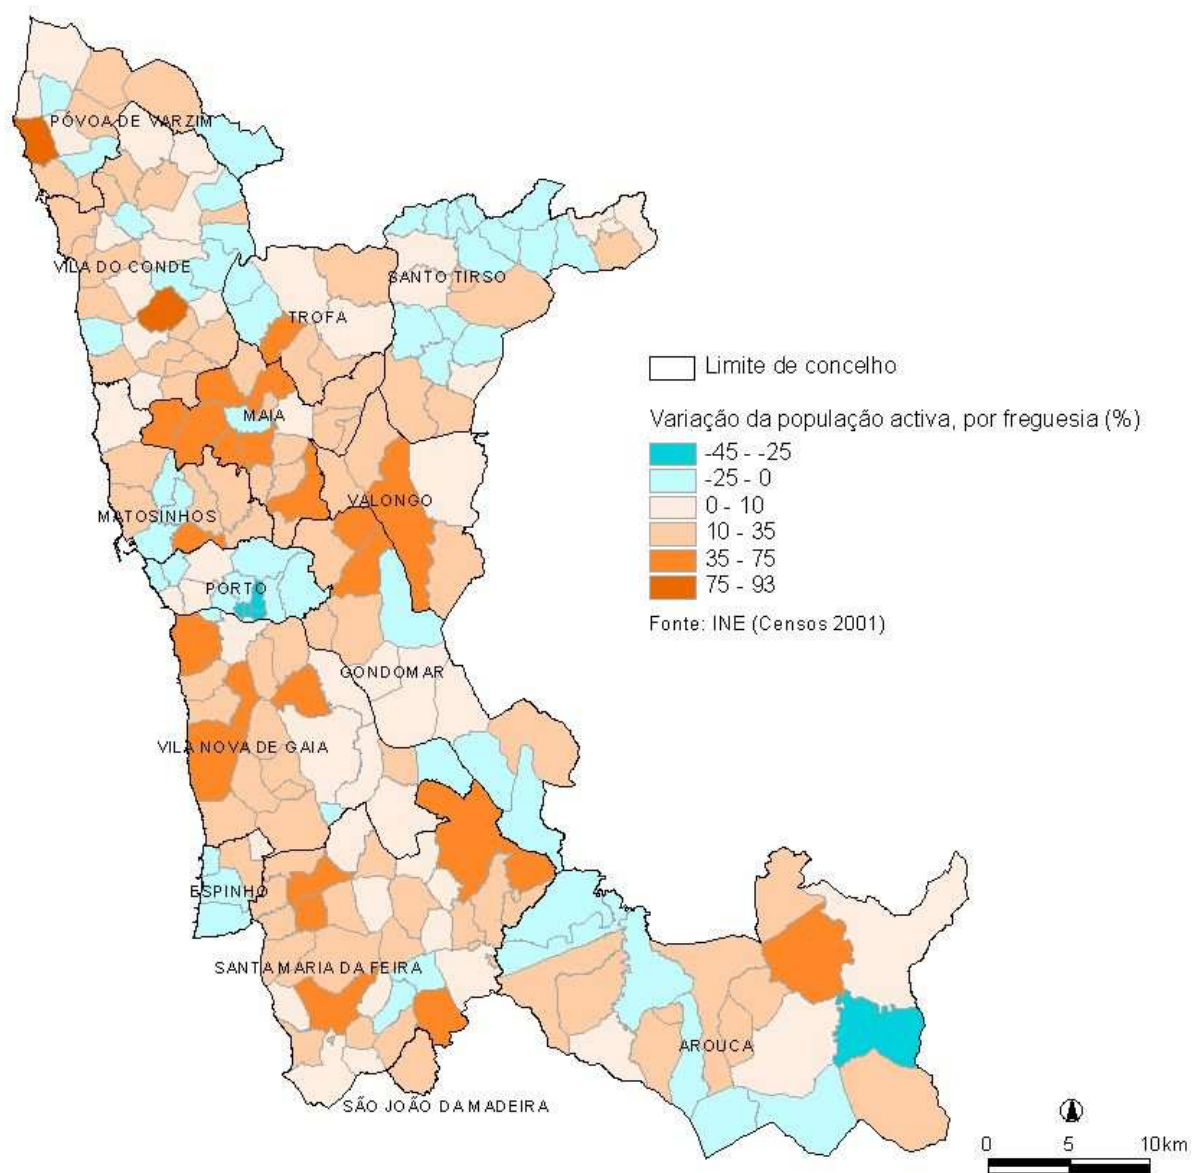 PÓVOA DE VARZIM
VILA DO CONDE
SANTO TIRSO
TROFA
Limite de concelho
MAIA
Variação da população activa, por freguesia (%)
-45 - -25
-25 - 0
0 - 10
10 - 35
35 - 75
75 - 93
VALONGO
MATOSINHOS
PORTO
Fonte: INE (Censos 2001)
GONDOMAR
VILA NOVA DE GAIA
ESPINHO
SANTA MARIA DA FEIRA
AROUCA
SÃO JOÃO DA MADEIRA
0 5 10km